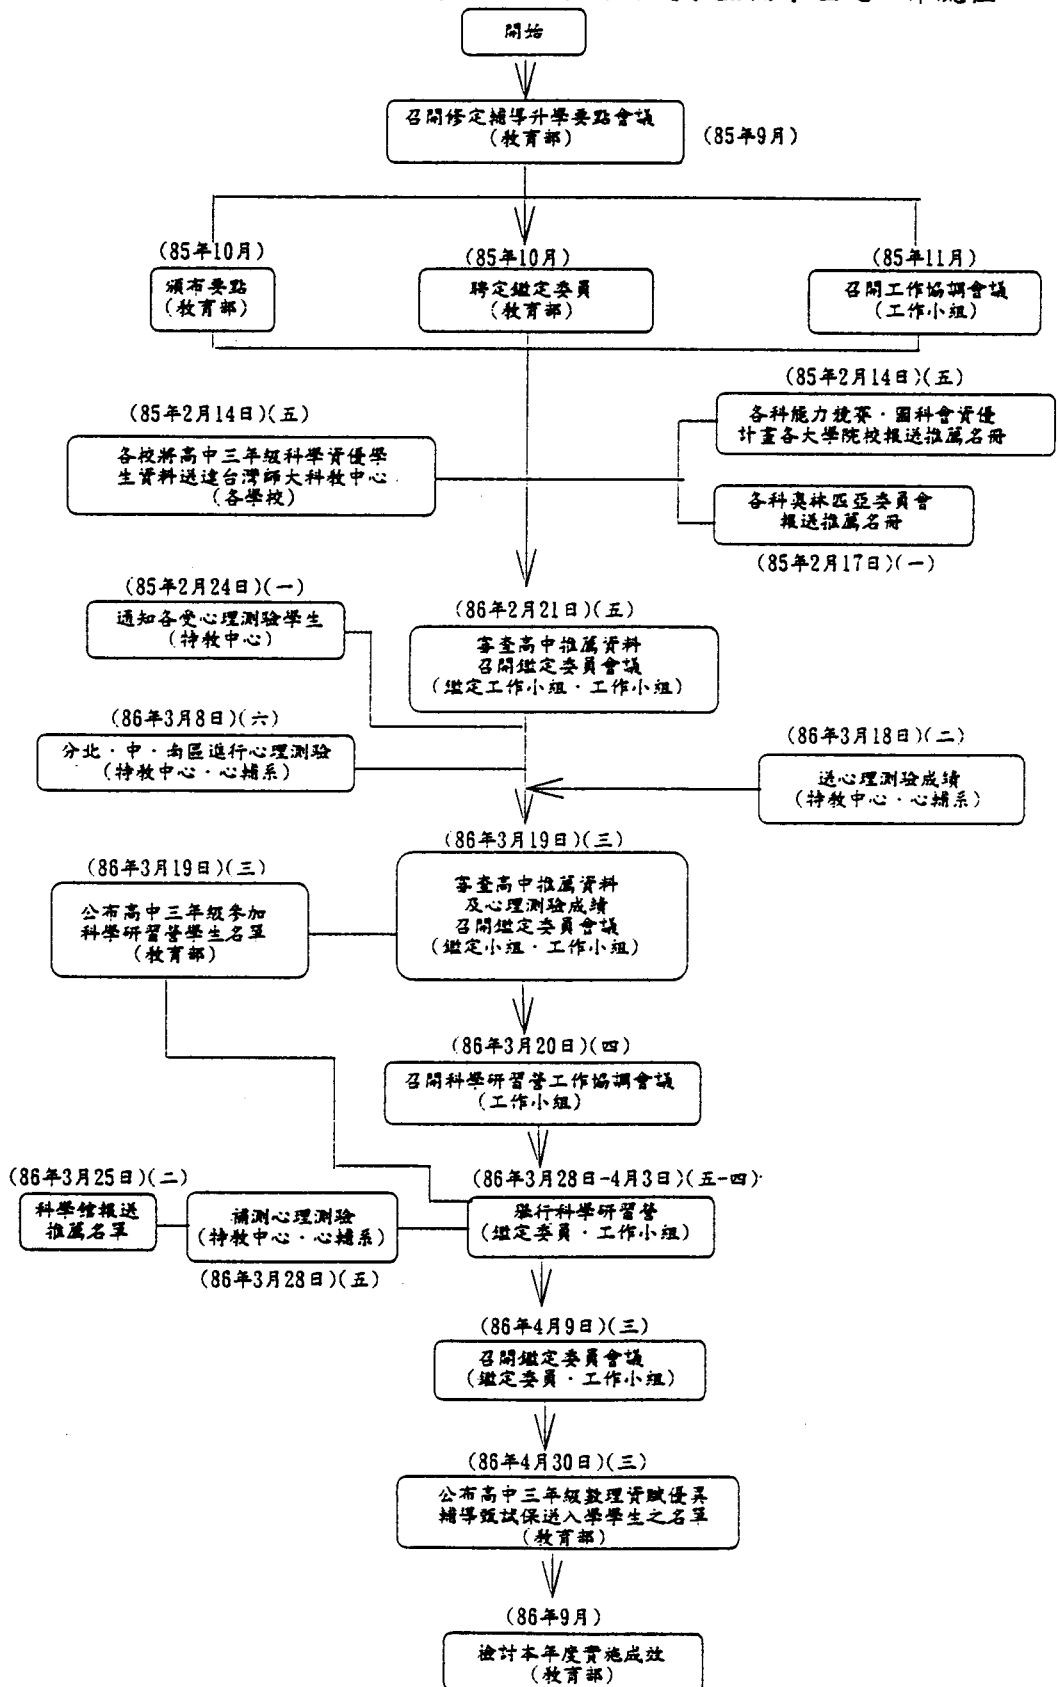 開始
召開修定輔導升學要點會議
(教育部)
(85年9月)
(85年10月)
頒布要點
(教育部)
(85年10月)
聘定鑑定委員
(教育部)
(85年11月)
召開工作協調會議
(工作小組)
(85年2月14日)(五)
各校將高中三年級科學資優學
生資料送達台灣師大科教中心
(各學校)
(85年2月14日)(五)
各科能力競賽·國科會資優
計畫各大學院校報送推薦名冊
各科奧林匹亞委員會
報送推薦名冊
(85年2月17日)(一)
(85年2月24日)(一)
通知各受心理測驗學生
(特教中心)
(86年2月21日)(五)
審查高中推薦資料
召開鑑定委員會議
(鑑定工作小組·工作小組)
(86年3月8日)(六)
分北·中·南區進行心理測驗
(特教中心·心輔系)
(86年3月18日)(二)
送心理測驗成績
(特教中心·心輔系)
(86年3月19日)(三)
審查高中推薦資料
及心理測驗成績
召開鑑定委員會議
(鑑定小組·工作小組)
(86年3月19日)(三)
公布高中三年級參加
科學研習營學生名單
(教育部)
(86年3月20日)(四)
召開科學研習營工作協調會議
(工作小組)
(86年3月25日)(二)
科學館報送
推薦名單
補測心理測驗
(特教中心·心輔系)
(86年3月28日)(五)
(86年3月28日-4月3日)(五-四)
舉行科學研習營
(鑑定委員·工作小組)
(86年4月9日)(三)
召開鑑定委員會議
(鑑定委員·工作小組)
(86年4月30日)(三)
公布高中三年級數理資賦優異
輔導甄試保送入學學生之名單
(教育部)
(86年9月)
檢討本年度實施成效
(教育部)